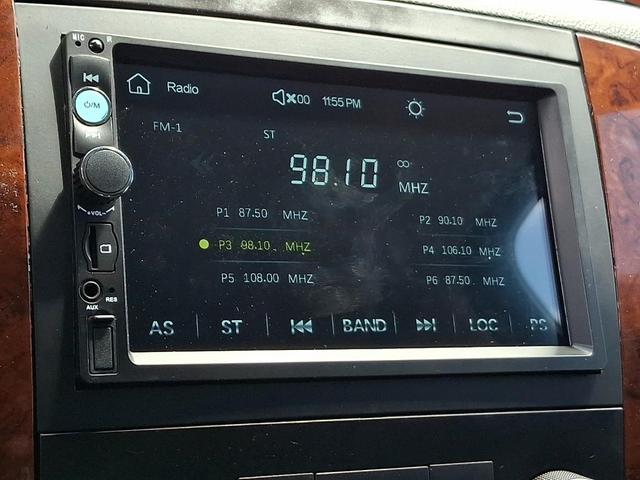 MIC IR
Radio 00 11:55 PM
O/M
FM-1 ST
98.10 MHZ
P1 87.50 MHZ P2 90.10 MHZ
P3 98.10 MHZ P4 106.10 MHZ
P5 108.00 MHZ P6 87.50 MHZ
-VOL-
AUX RES
AS ST BAND LOC PS